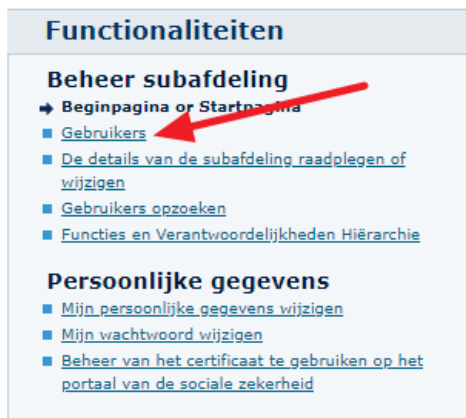 Functionaliteiten
Beheer subafdeling
Beginpagina or Startpagina
Gebruikers
De details van de subafdeling raadplegen of
wijzigen
Gebruikers opzoeken
Functies en Verantwoordelijkheden Hiërarchie
Persoonlijke gegevens
Mijn persoonlijke gegevens wijzigen
Mijn wachtwoord wijzigen
Beheer van het certificaat te gebruiken op het
portaal van de sociale zekerheid